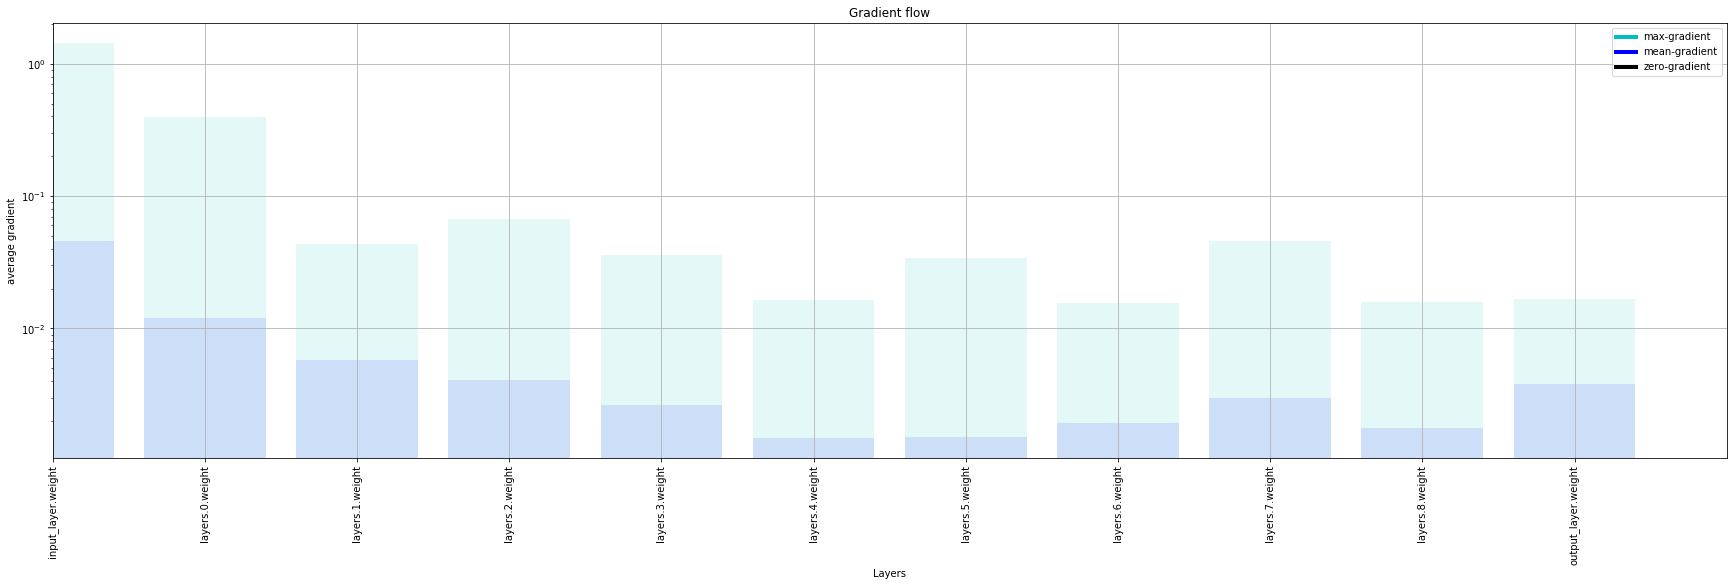 Gradient flow
max-gradient
mean-gradient
zero-gradient
average gradient
10⁰
10⁻¹
10⁻²
input_layer.weight
layers.0.weight
layers.1.weight
layers.2.weight
layers.3.weight
layers.4.weight
layers.5.weight
layers.6.weight
layers.7.weight
layers.8.weight
output_layer.weight
Layers